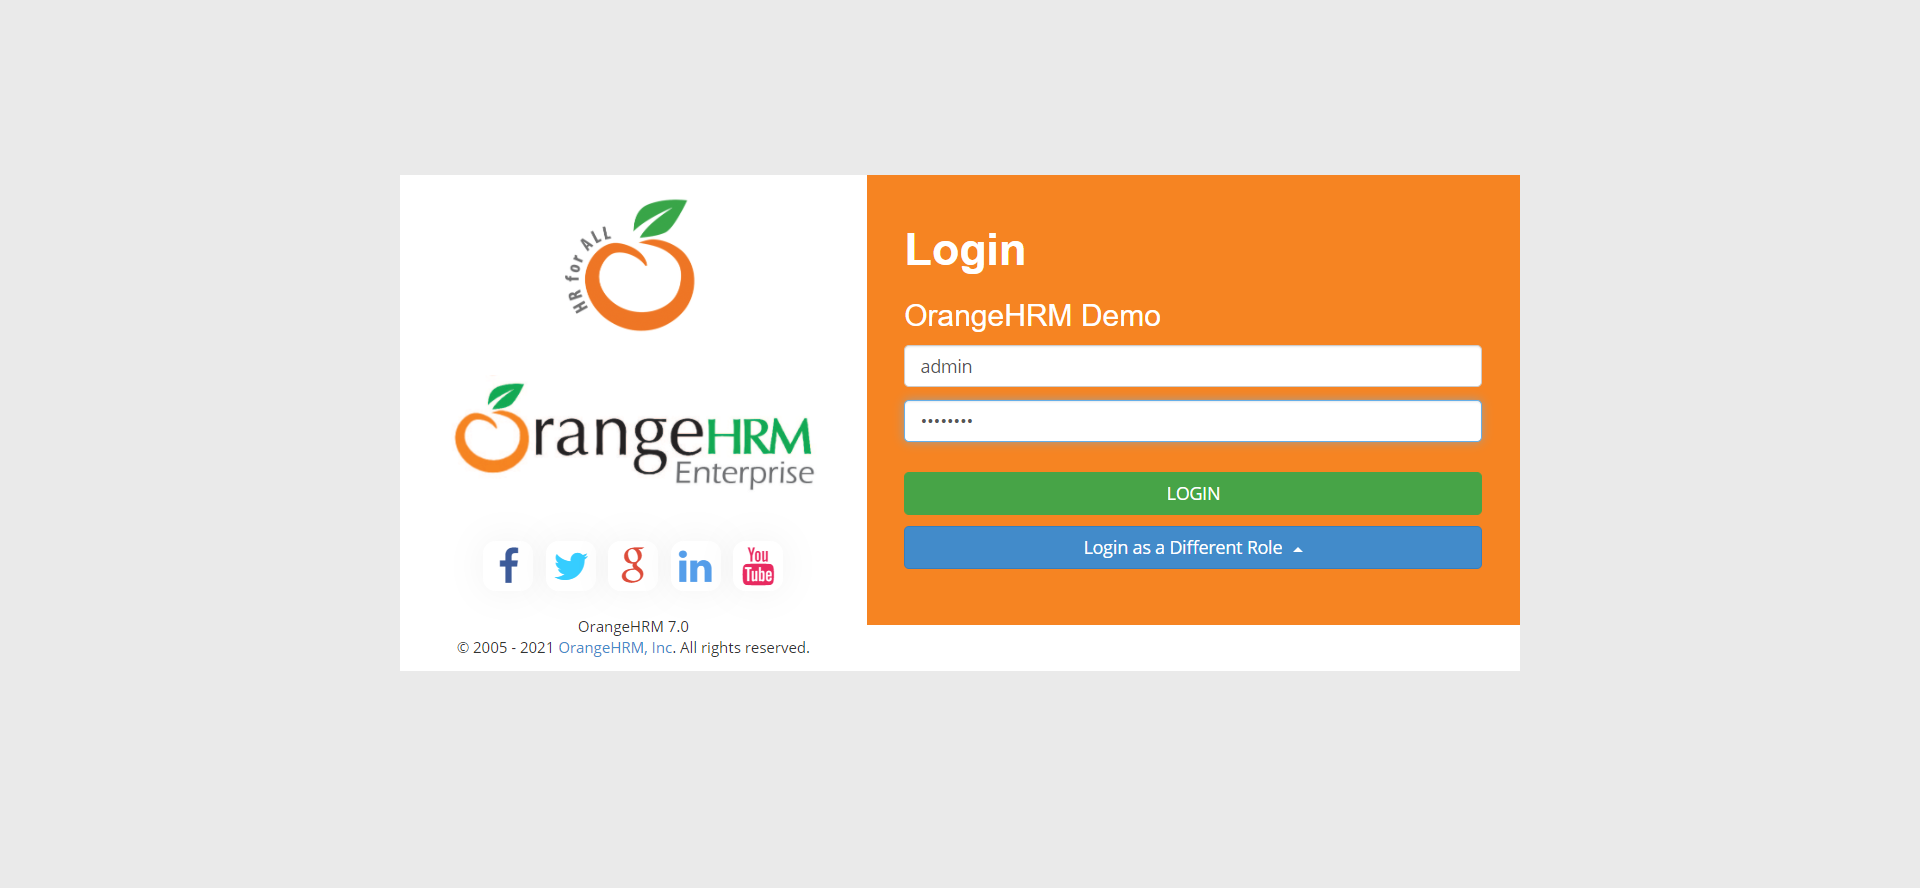 HR for ALL
OrangeHRM
Enterprise
You
Tube
OrangeHRM 7.0
© 2005 - 2021 OrangeHRM, Inc. All rights reserved.
Login
OrangeHRM Demo
admin
••••••••
LOGIN
Login as a Different Role